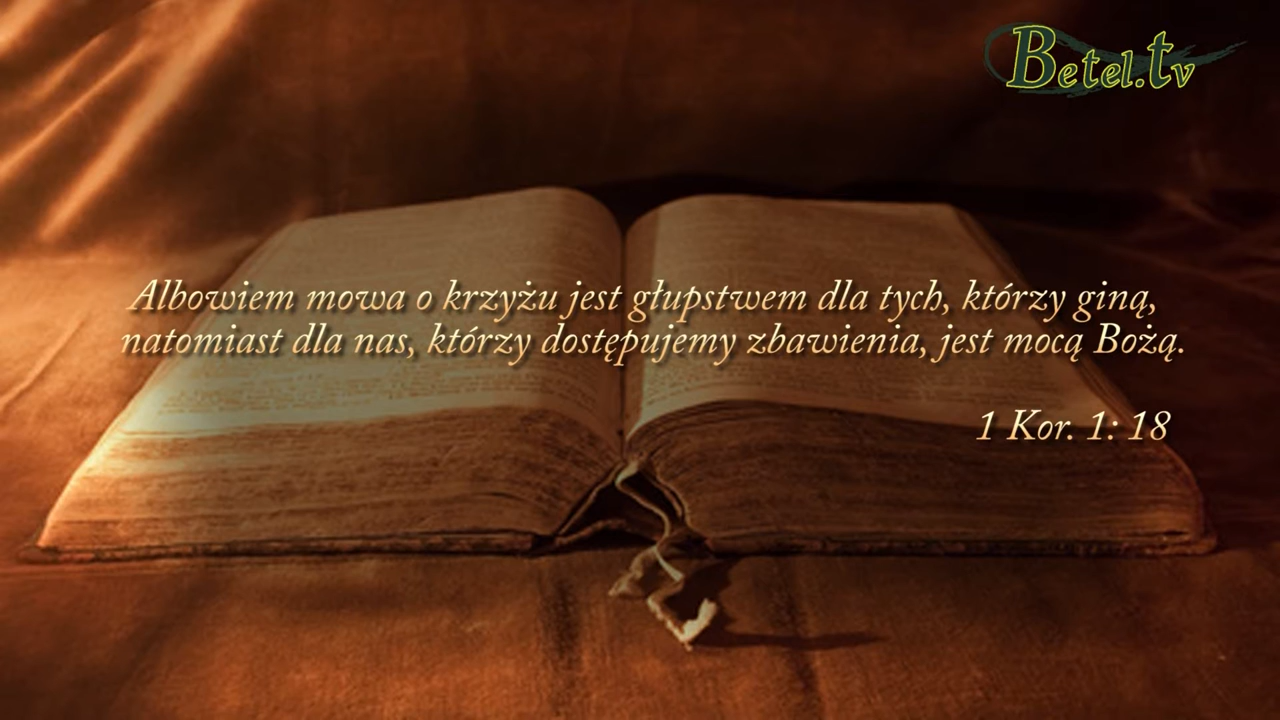 Betel.tv
Albowiem mowa o krzyżu jest głupstwem dla tych, którzy giną,
natomiast dla nas, którzy dostępujemy zbawienia, jest mocą Bożą.
1 Kor. 1: 18